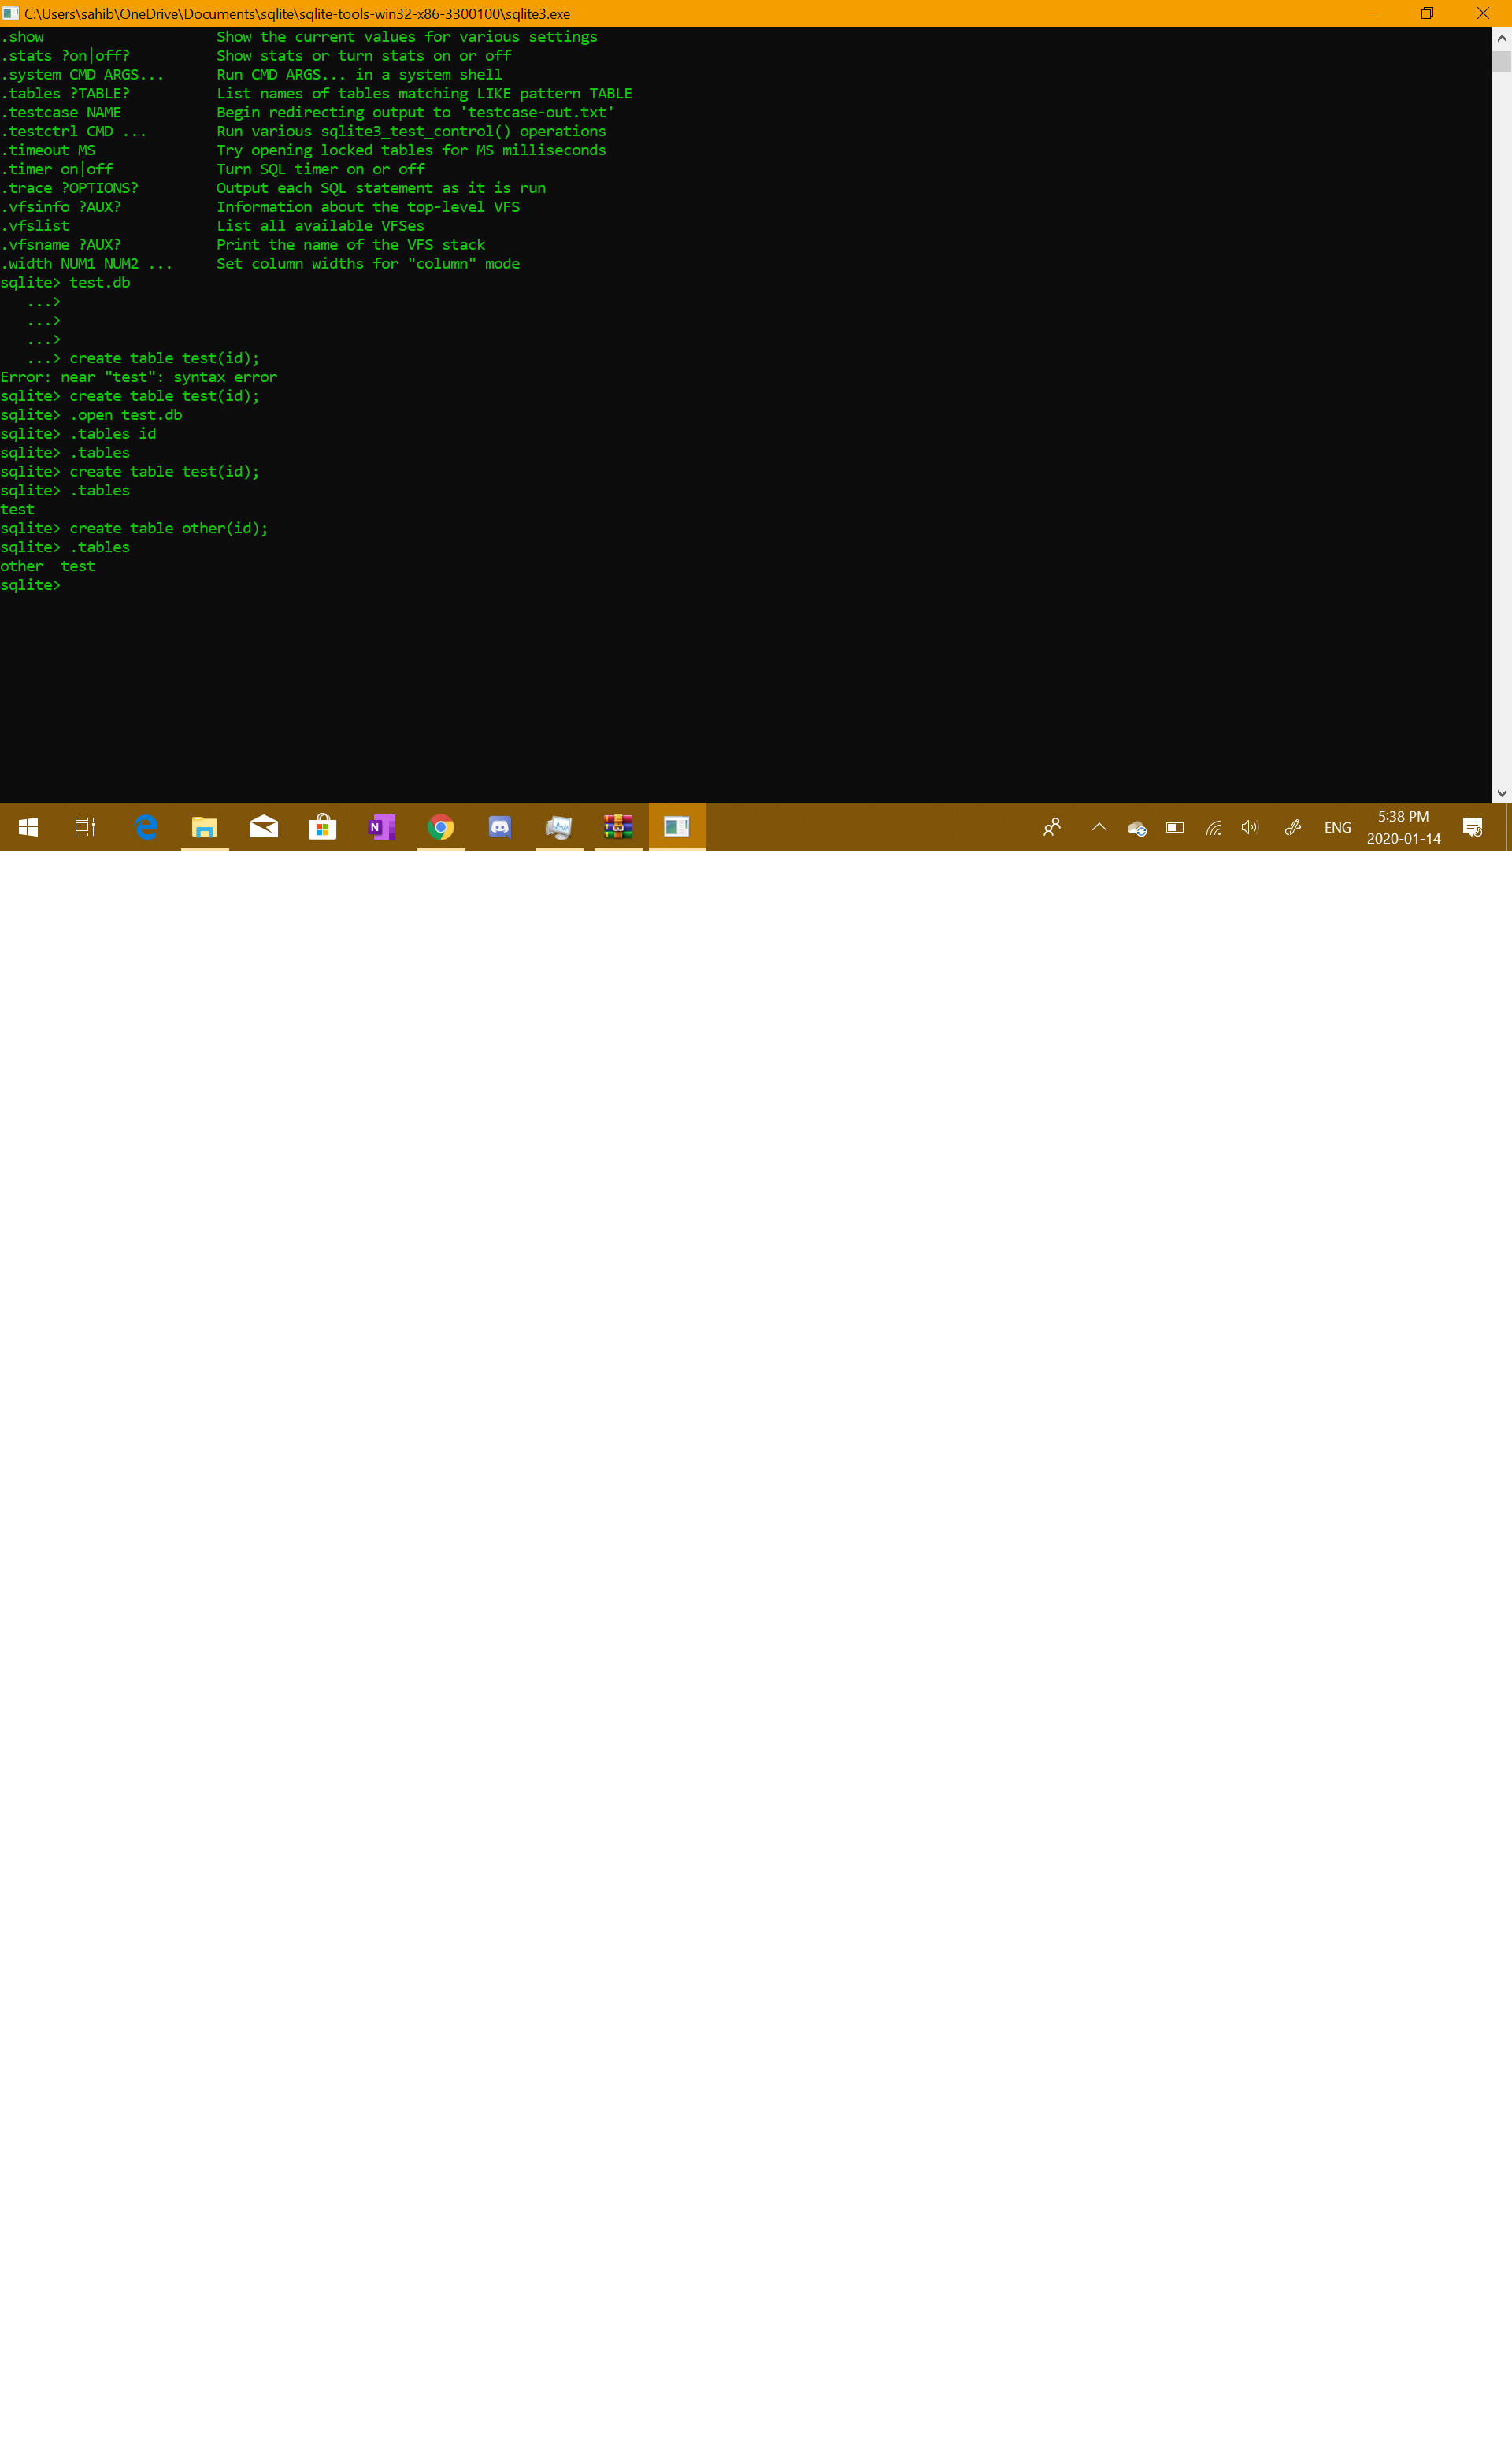 C:\Users\sahib\OneDrive\Documents\sqlite\sqlite-tools-win32-x86-3300100\sqlite3.exe
.show                    Show the current values for various settings
.stats ?on|off?          Show stats or turn stats on or off
.system CMD ARGS...      Run CMD ARGS... in a system shell
.tables ?TABLE?          List names of tables matching LIKE pattern TABLE
.testcase NAME           Begin redirecting output to 'testcase-out.txt'
.testctrl CMD ...        Run various sqlite3_test_control() operations
.timeout MS              Try opening locked tables for MS milliseconds
.timer on|off            Turn SQL timer on or off
.trace ?OPTIONS?         Output each SQL statement as it is run
.vfsinfo ?AUX?           Information about the top-level VFS
.vfslist                 List all available VFSes
.vfsname ?AUX?           Print the name of the VFS stack
.width NUM1 NUM2 ...     Set column widths for "column" mode
sqlite> test.db
   ...>
   ...>
   ...>
   ...> create table test(id);
Error: near "test": syntax error
sqlite> create table test(id);
sqlite> .open test.db
sqlite> .tables id
sqlite> .tables
sqlite> create table test(id);
sqlite> .tables
test
sqlite> create table other(id);
sqlite> .tables
other  test
sqlite>
N
ENG
5:38 PM
2020-01-14